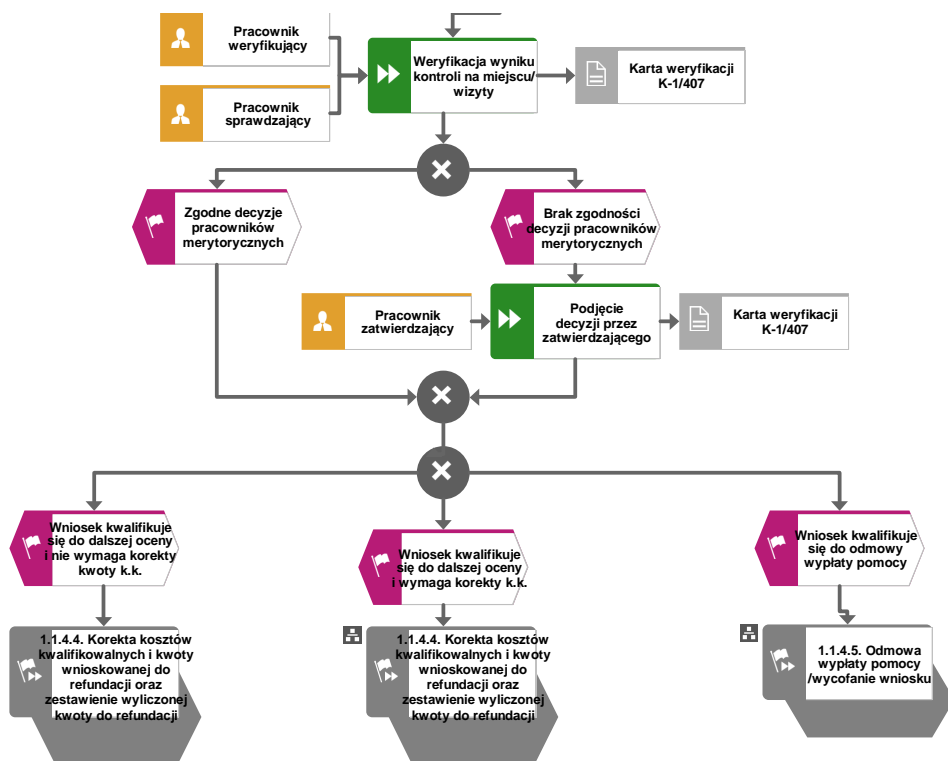 Pracownik
weryfikujący
Weryfikacja wyniku
kontroli na miejscu/
wizyty
Karta weryfikacji
K-1/407
Pracownik
sprawdzający
Zgodne decyzje
pracowników
merytorycznych
Brak zgodności
decyzji pracowników
merytorycznych
Pracownik
zatwierdzający
Podjęcie
decyzji przez
zatwierdzającego
Karta weryfikacji
K-1/407
Wniosek kwalifikuje
się do dalszej oceny
i nie wymaga korekty
kwoty k.k.
Wniosek kwalifikuje
się do dalszej oceny
i wymaga korekty k.k.
Wniosek kwalifikuje
się do odmowy
wypłaty pomocy
1.1.4.4. Korekta kosztów
kwalifikowalnych i kwoty
wnioskowanej do
refundacji oraz
zestawienie wyliczonej
kwoty do refundacji
1.1.4.4. Korekta kosztów
kwalifikowalnych i kwoty
wnioskowanej do
refundacji oraz
zestawienie wyliczonej
kwoty do refundacji
1.1.4.5. Odmowa
wypłaty pomocy
/wycofanie wniosku